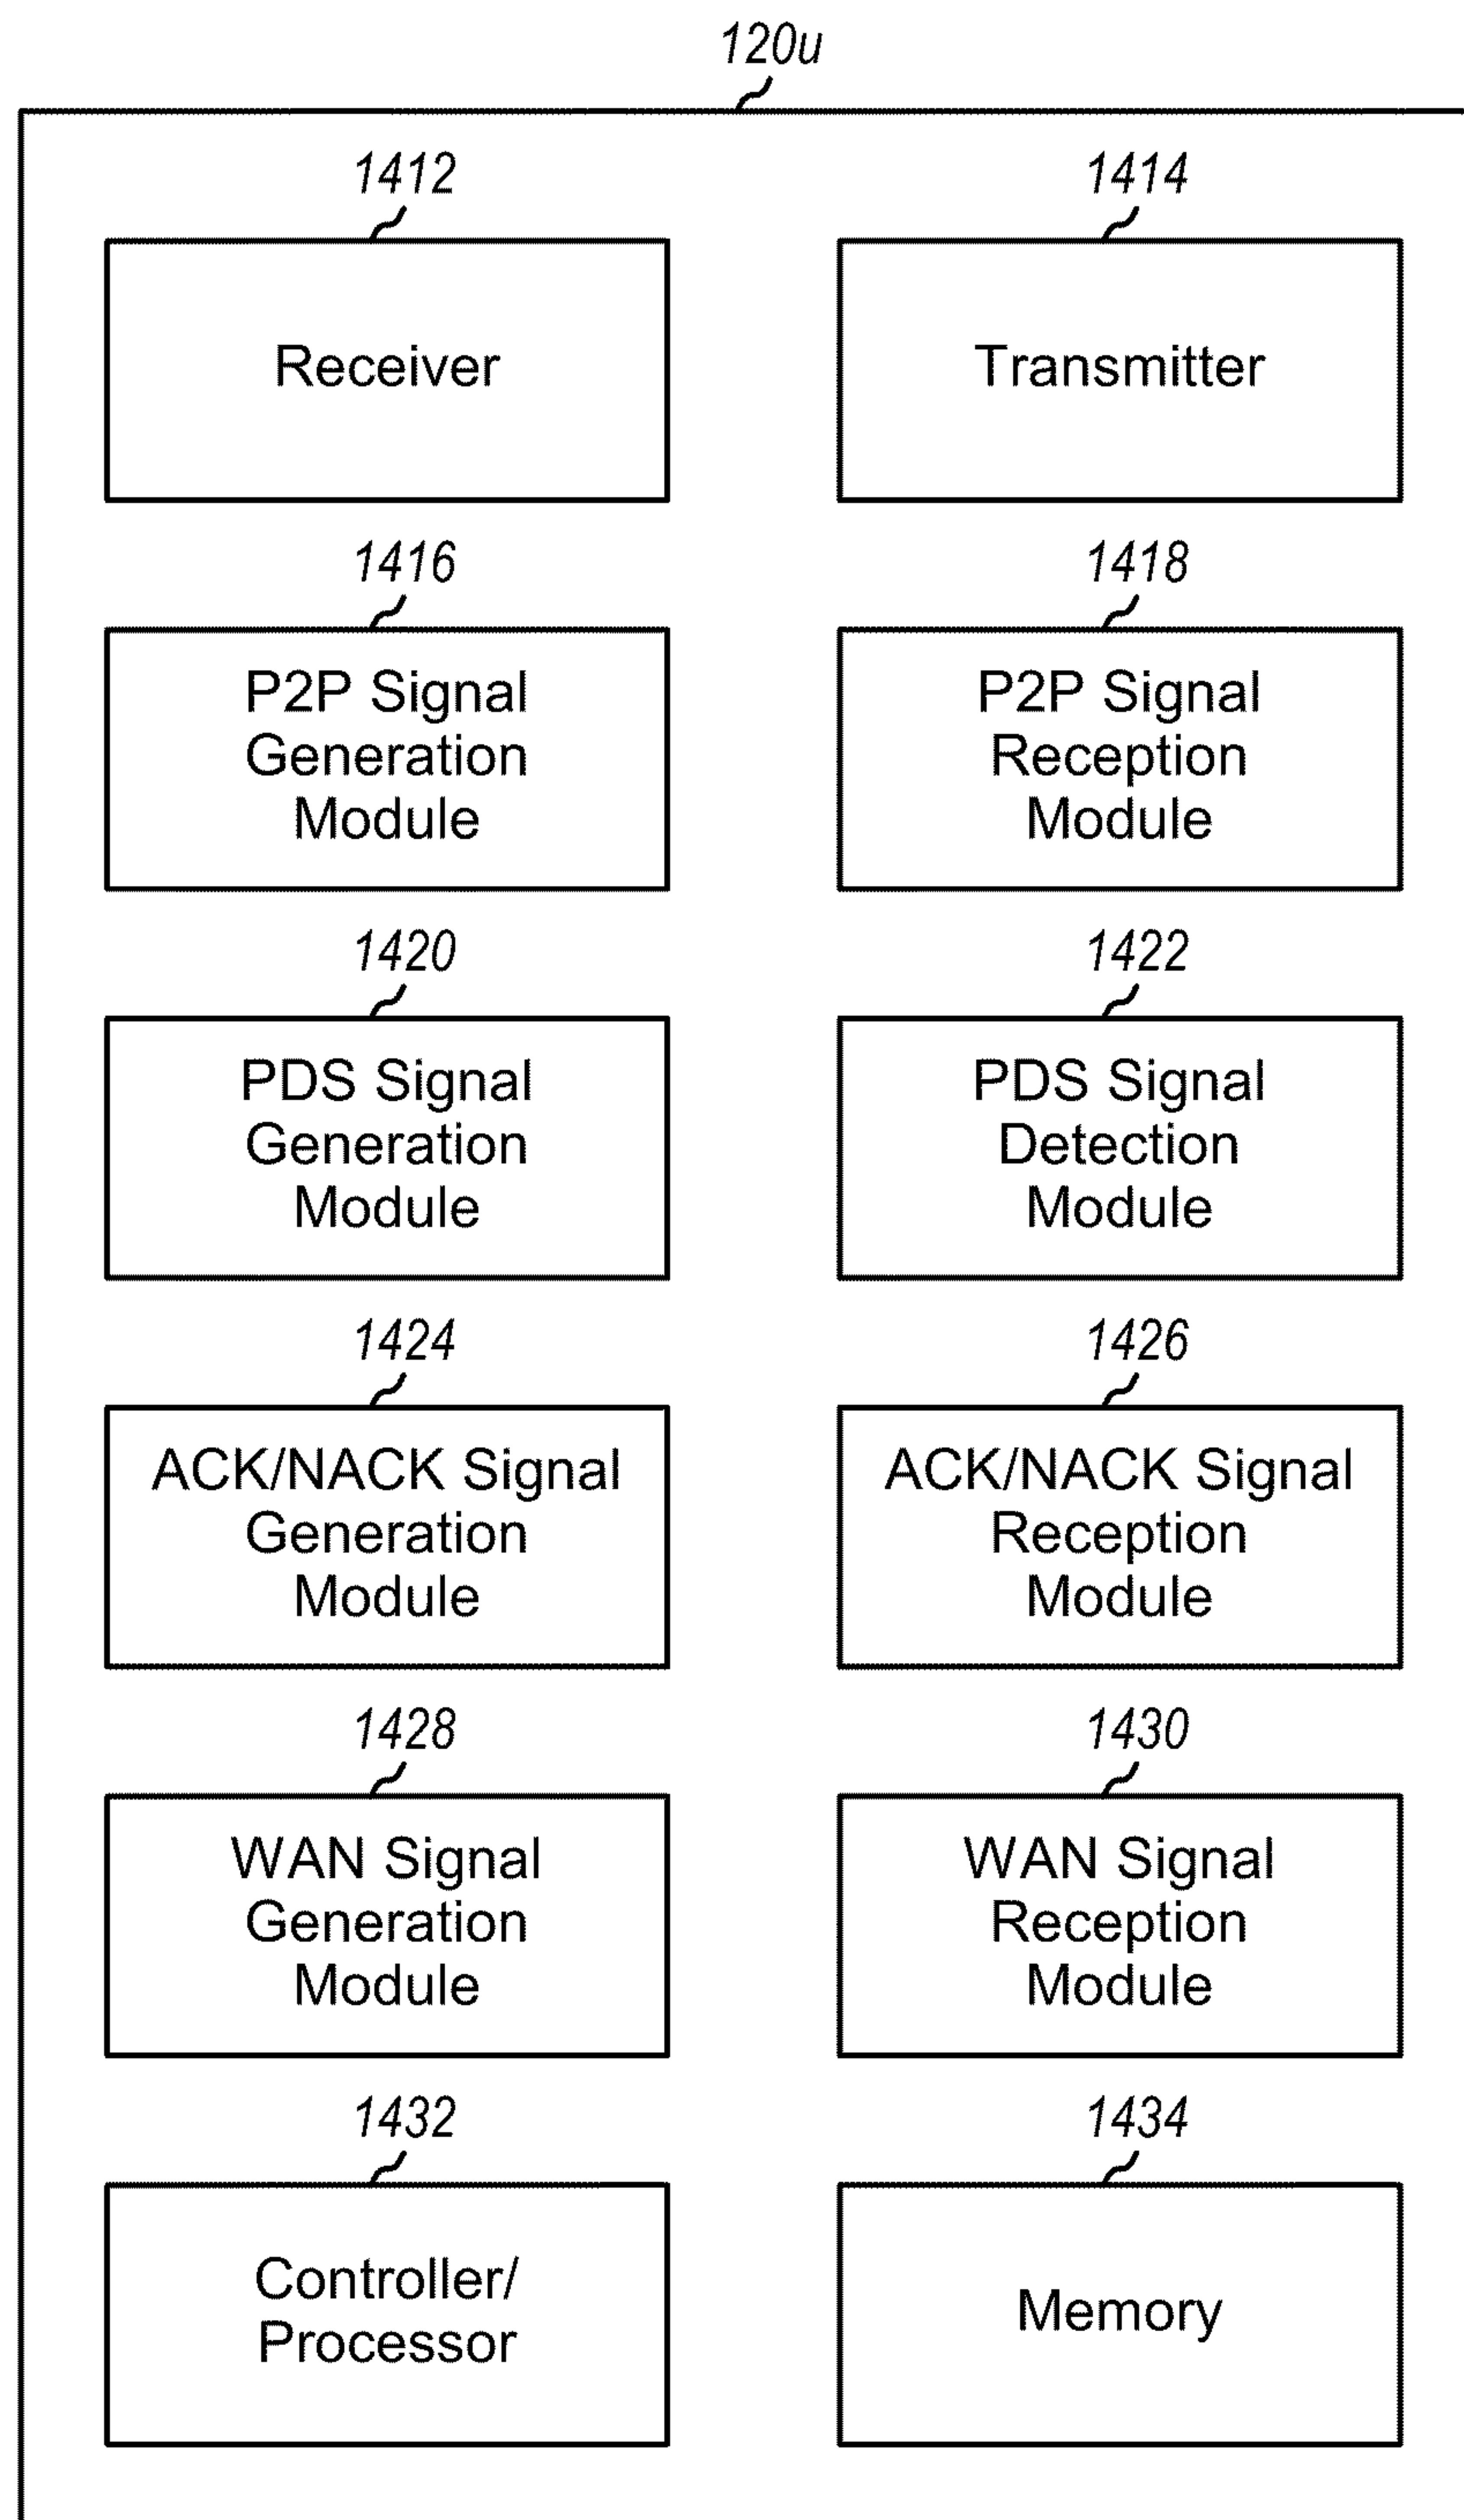 120u
1412
1414
Receiver
Transmitter
1416
1418
P2P Signal
Generation
Module
P2P Signal
Reception
Module
1420
1422
PDS Signal
Generation
Module
PDS Signal
Detection
Module
1424
1426
ACK/NACK Signal
Generation
Module
ACK/NACK Signal
Reception
Module
1428
1430
WAN Signal
Generation
Module
WAN Signal
Reception
Module
1432
1434
Controller/
Processor
Memory